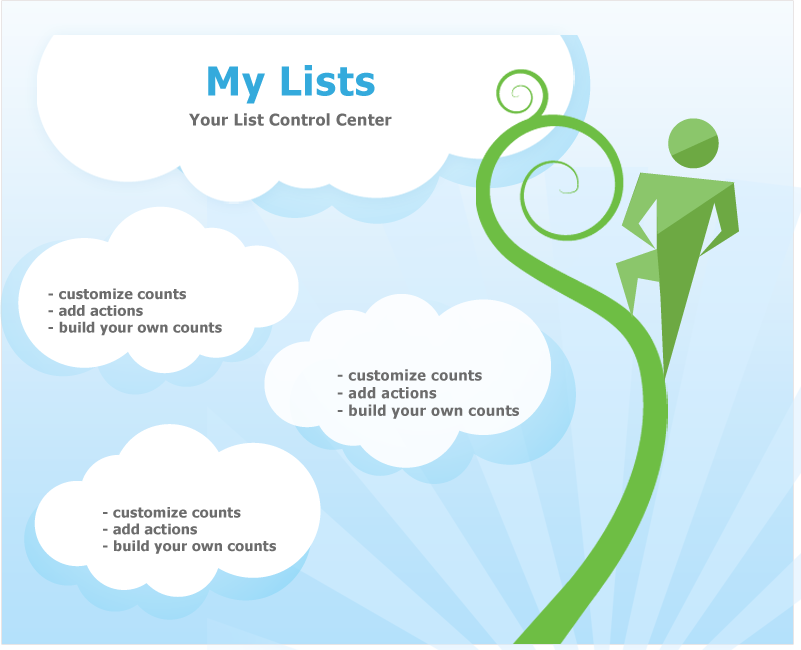 My Lists
Your List Control Center
- customize counts
- add actions
- build your own counts
- customize counts
- add actions
- build your own counts
- customize counts
- add actions
- build your own counts